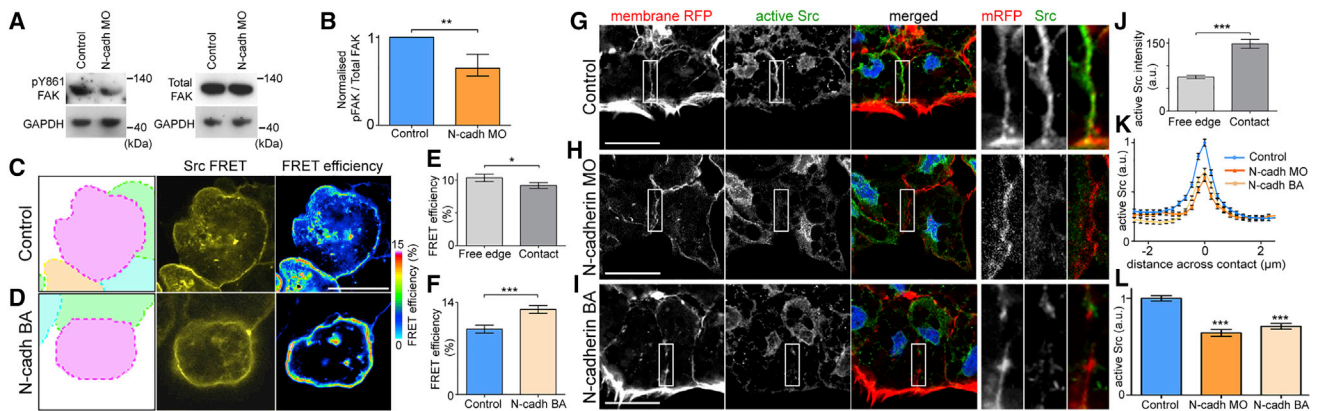 A
Control
N-cadh MO
pY861
FAK
GAPDH
–140
–40
(kDa)
Control
N-cadh MO
Total
FAK
GAPDH
–140
–40
(kDa)
B
**
Normalised
pFAK / Total FAK
1
0
Control
N-cadh MO
C
Control
Src FRET
FRET efficiency
D
N-cadh BA
15
0
FRET efficiency (%)
E
*
FRET efficiency
(%)
10
5
0
Free edge
Contact
F
***
FRET efficiency
(%)
14
12
8
4
0
Control
N-cadh BA
G
membrane RFP
active Src
merged
mRFP
Src
Control
H
N-cadherin MO
I
N-cadherin BA
J
***
active Src intensity
(a.u.)
150
100
50
0
Free edge
Contact
K
active Src (a.u.)
1
0.5
0
-2
0
2
distance across contact (µm)
Control
N-cadh MO
N-cadh BA
L
active Src (a.u.)
1
0.5
0
***
***
Control
N-cadh MO
N-cadh BA